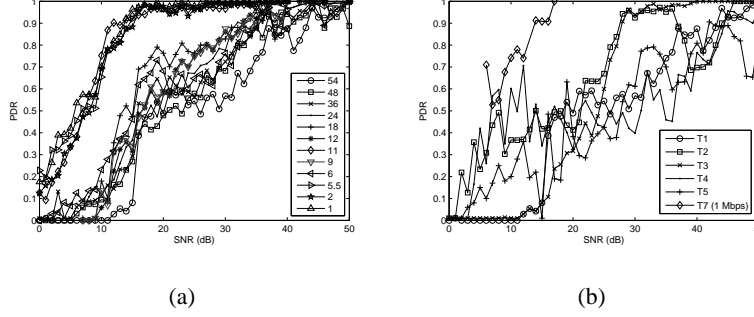 1
0.9
0.8
0.7
0.6
0.5
0.4
0.3
0.2
0.1
0
PDR
0 10 20 30 40 50
SNR (dB)
54
48
36
24
18
12
11
9
6
5.5
2
1
(a)
1
0.9
0.8
0.7
0.6
0.5
0.4
0.3
0.2
0.1
0
PDR
0 10 20 30 40
SNR (dB)
T1
T2
T3
T4
T5
T7 (1 Mbps)
(b)